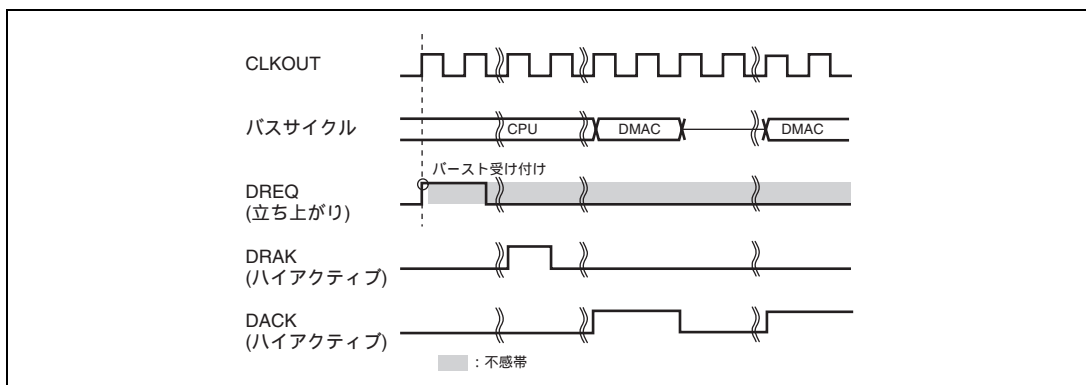 CLKOUT
バスサイクル
CPU
DMAC
DMAC
バースト受け付け
DREQ
(立ち上がり)
DRAK
(ハイアクティブ)
DACK
(ハイアクティブ)
：不感帯